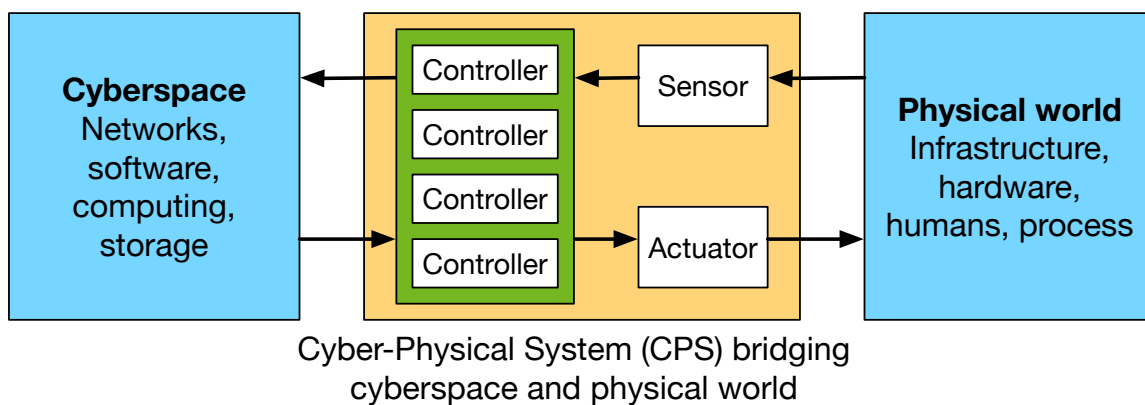 Cyberspace
Networks,
software,
computing,
storage
Controller
Controller
Controller
Controller
Sensor
Actuator
Physical world
Infrastructure,
hardware,
humans, process
Cyber-Physical System (CPS) bridging
cyberspace and physical world